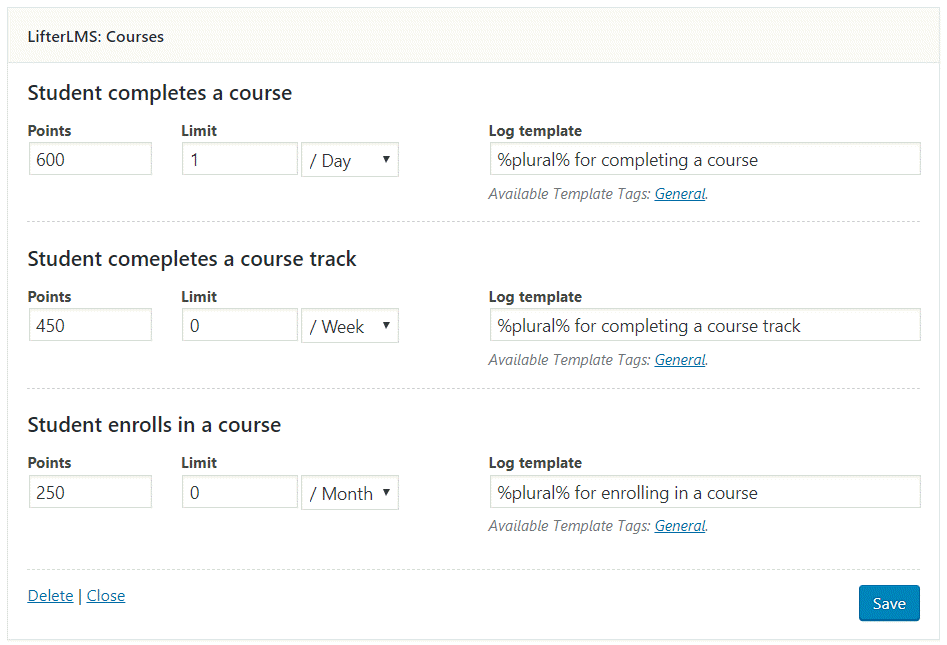 LifterLMS: Courses
Student completes a course
Points Limit Log template
600 1 / Day %plural% for completing a course
Available Template Tags: General.
Student comepletes a course track
Points Limit Log template
450 0 / Week %plural% for completing a course track
Available Template Tags: General.
Student enrolls in a course
Points Limit Log template
250 0 / Month %plural% for enrolling in a course
Available Template Tags: General.
Delete | Close Save